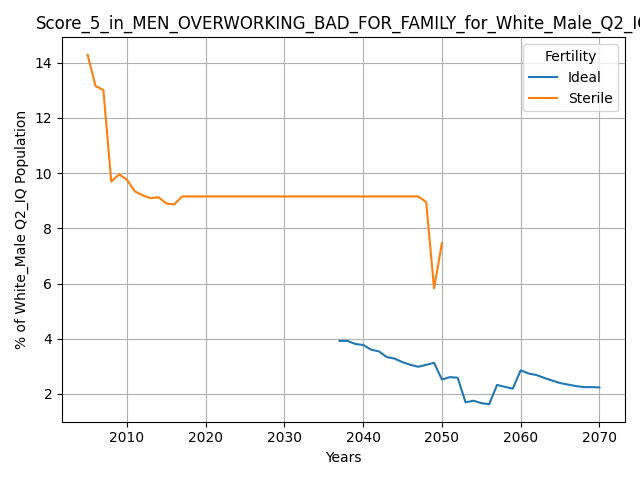 Score_5_in_MEN_OVERWORKING_BAD_FOR_FAMILY_for_White_Male_Q2_IQ
Fertility
Ideal
Sterile
% of White_Male Q2_IQ Population
14
12
10
8
6
4
2
2010 2020 2030 2040 2050 2060 2070
Years